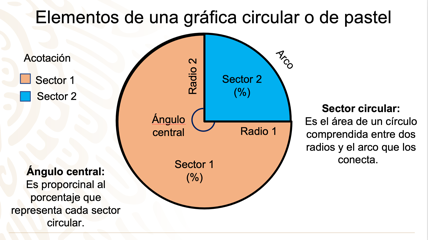 Elementos de una gráfica circular o de pastel
Acotación
Sector 1
Sector 2
Radio 2
Arco
Sector 2
(%)
Ángulo
central
Radio 1
Sector 1
(%)
Sector circular:
Es el área de un círculo
comprendida entre dos
radios y el arco que los
conecta.
Ángulo central:
Es proporcinal al
porcentaje que
representa cada sector
circular.